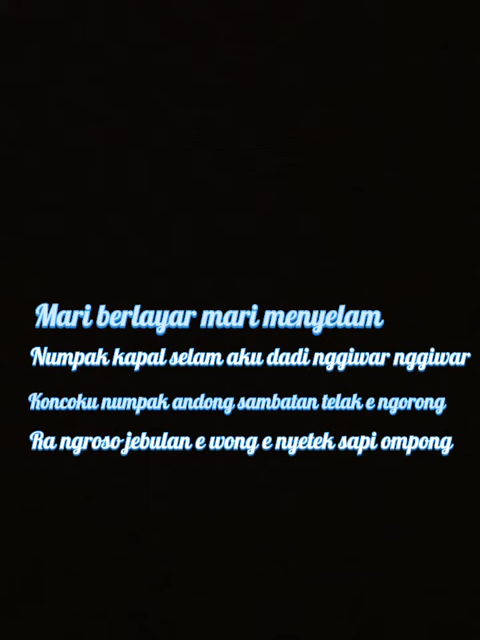 Mari berlayar mari menyelam
Numpak kapal selam aku dadi nggiwar nggiwar
Koncoku numpak andong sambatan telak e ngorong
Ra ngroso jebulan e wong e nyetek sapi ompong